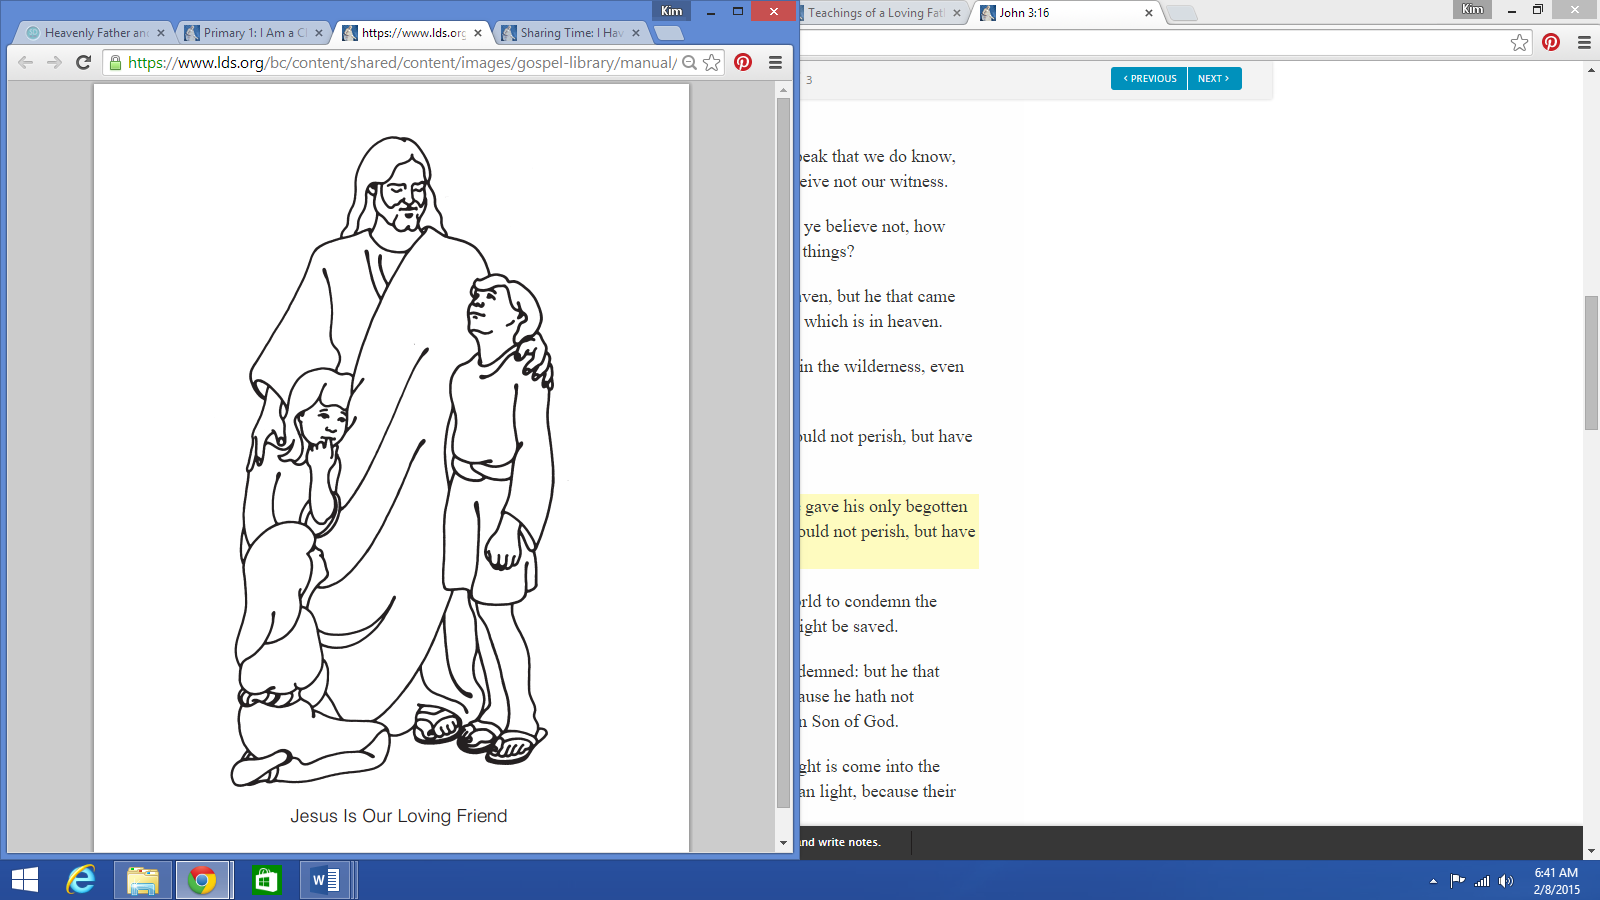 Kim
Heavenly Father an
Primary 1: I Am a C
https://www.lds.org
Sharing Time: I Hav
https://www.lds.org/bc/content/shared/content/images/gospel-library/manual/
Jesus Is Our Loving Friend
Teachings of a Loving Fat
John 3:16
Kim
3
‹ PREVIOUS
NEXT ›
peak that we do know,
eive not our witness.
ye believe not, how
things?
aven, but he that came
which is in heaven.
in the wilderness, even
ould not perish, but have
gave his only begotten
ould not perish, but have
orld to condemn the
ight be saved.
demned: but he that
ause he hath not
n Son of God.
ght is come into the
an light, because their
and write notes.
6:41 AM
2/8/2015